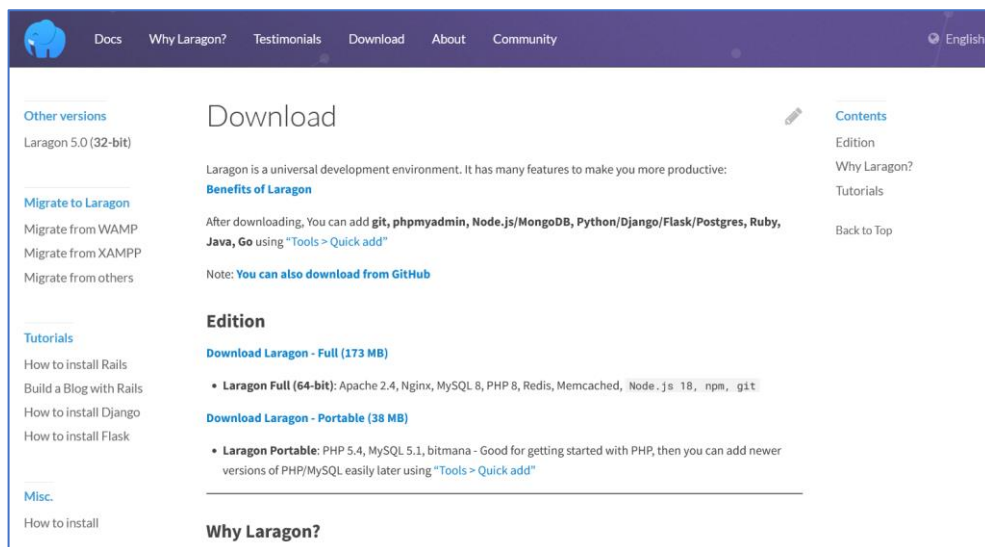 Docs Why Laragon? Testimonials Download About Community English
Other versions
Laragon 5.0 (32-bit)
Migrate to Laragon
Migrate from WAMP
Migrate from XAMPP
Migrate from others
Tutorials
How to install Rails
Build a Blog with Rails
How to install Django
How to install Flask
Misc.
How to install
Download
Laragon is a universal development environment. It has many features to make you more productive:
Benefits of Laragon
After downloading, You can add git, phpmyadmin, Node.js/MongoDB, Python/Django/Flask/Postgres, Ruby,
Java, Go using “Tools > Quick add”
Note: You can also download from GitHub
Edition
Download Laragon - Full (173 MB)
• Laragon Full (64-bit): Apache 2.4, Nginx, MySQL 8, PHP 8, Redis, Memcached, Node.js 18, npm, git
Download Laragon - Portable (38 MB)
• Laragon Portable: PHP 5.4, MySQL 5.1, bitmana - Good for getting started with PHP, then you can add newer
versions of PHP/MySQL easily later using “Tools > Quick add”
Why Laragon?
Contents
Edition
Why Laragon?
Tutorials
Back to Top